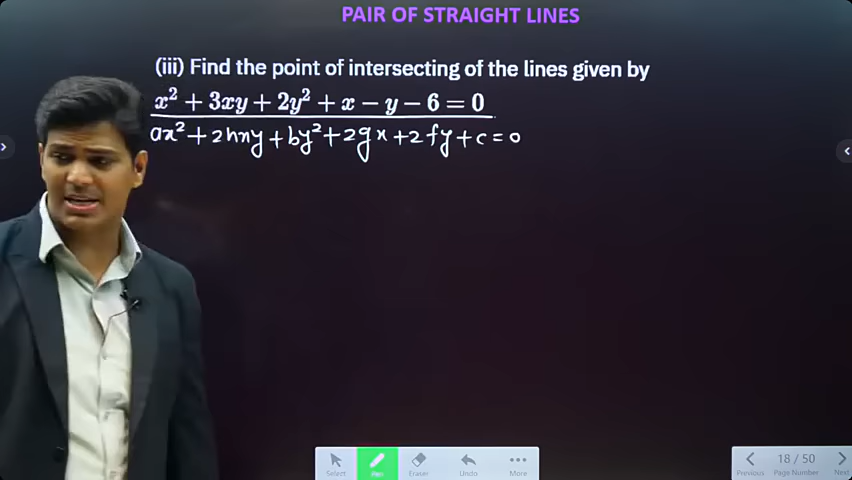 PAIR OF STRAIGHT LINES
(iii) Find the point of intersecting of the lines given by
x² + 3xy + 2y² + x − y − 6 = 0
ax² + 2hxy + by² + 2gx + 2fy + c = 0
Select Pen Eraser Undo More
18 / 50
Previous Page Number Next